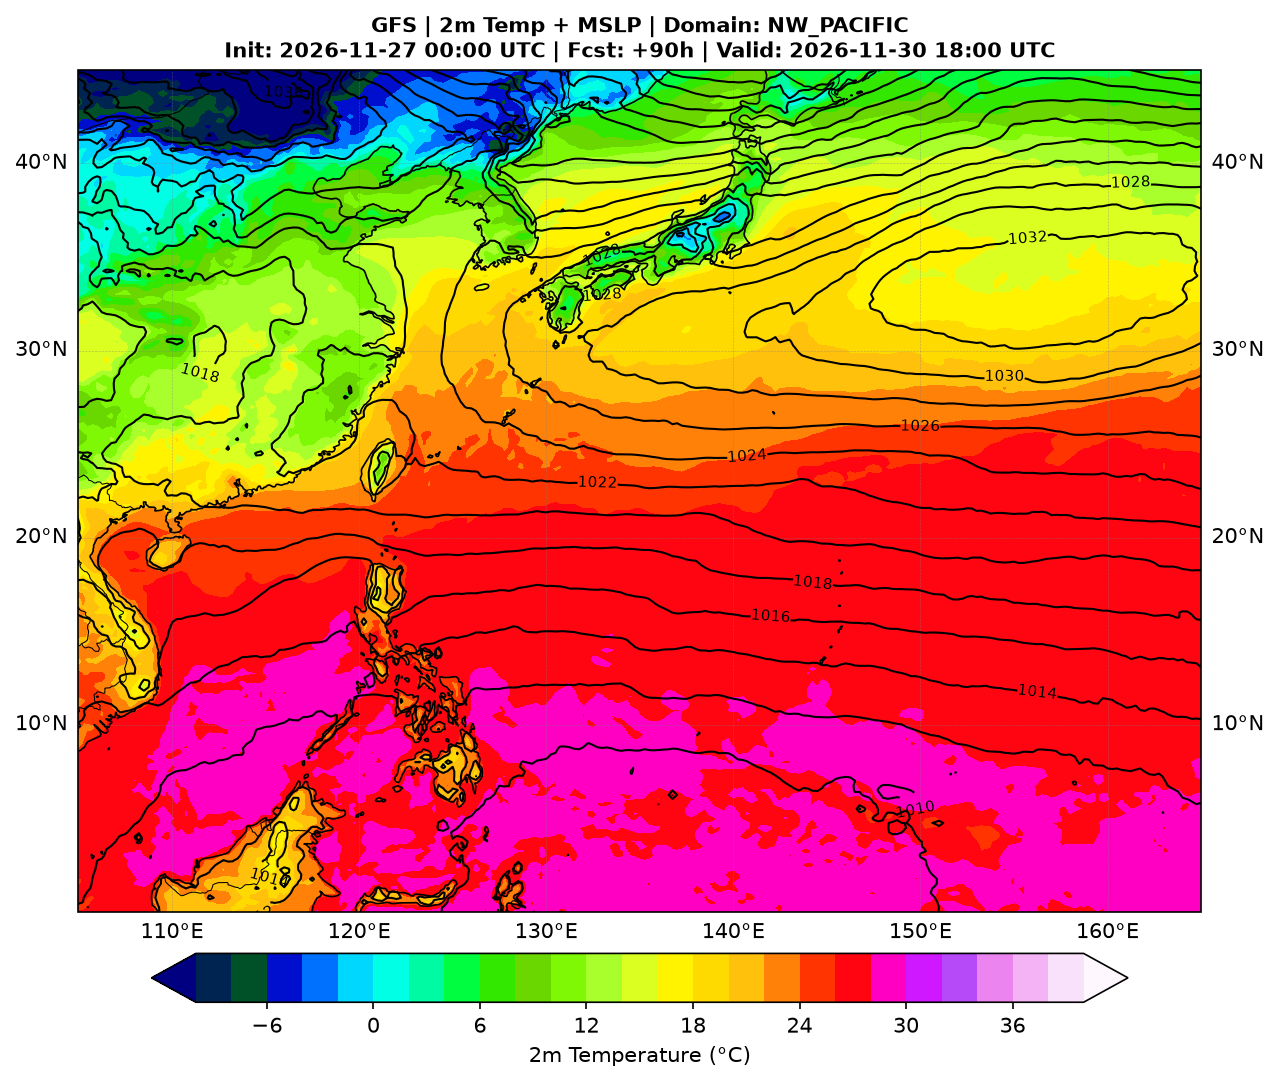 GFS | 2m Temp + MSLP | Domain: NW_PACIFIC
Init: 2026-11-27 00:00 UTC | Fcst: +90h | Valid: 2026-11-30 18:00 UTC
40°N
40°N
1028
1032
1028
1028
30°N
30°N
1018
1030
1026
1024
1022
20°N
20°N
1018
1016
1014
10°N
10°N
1010
1010
110°E
120°E
130°E
140°E
150°E
160°E
−6
0
6
12
18
24
30
36
2m Temperature (°C)